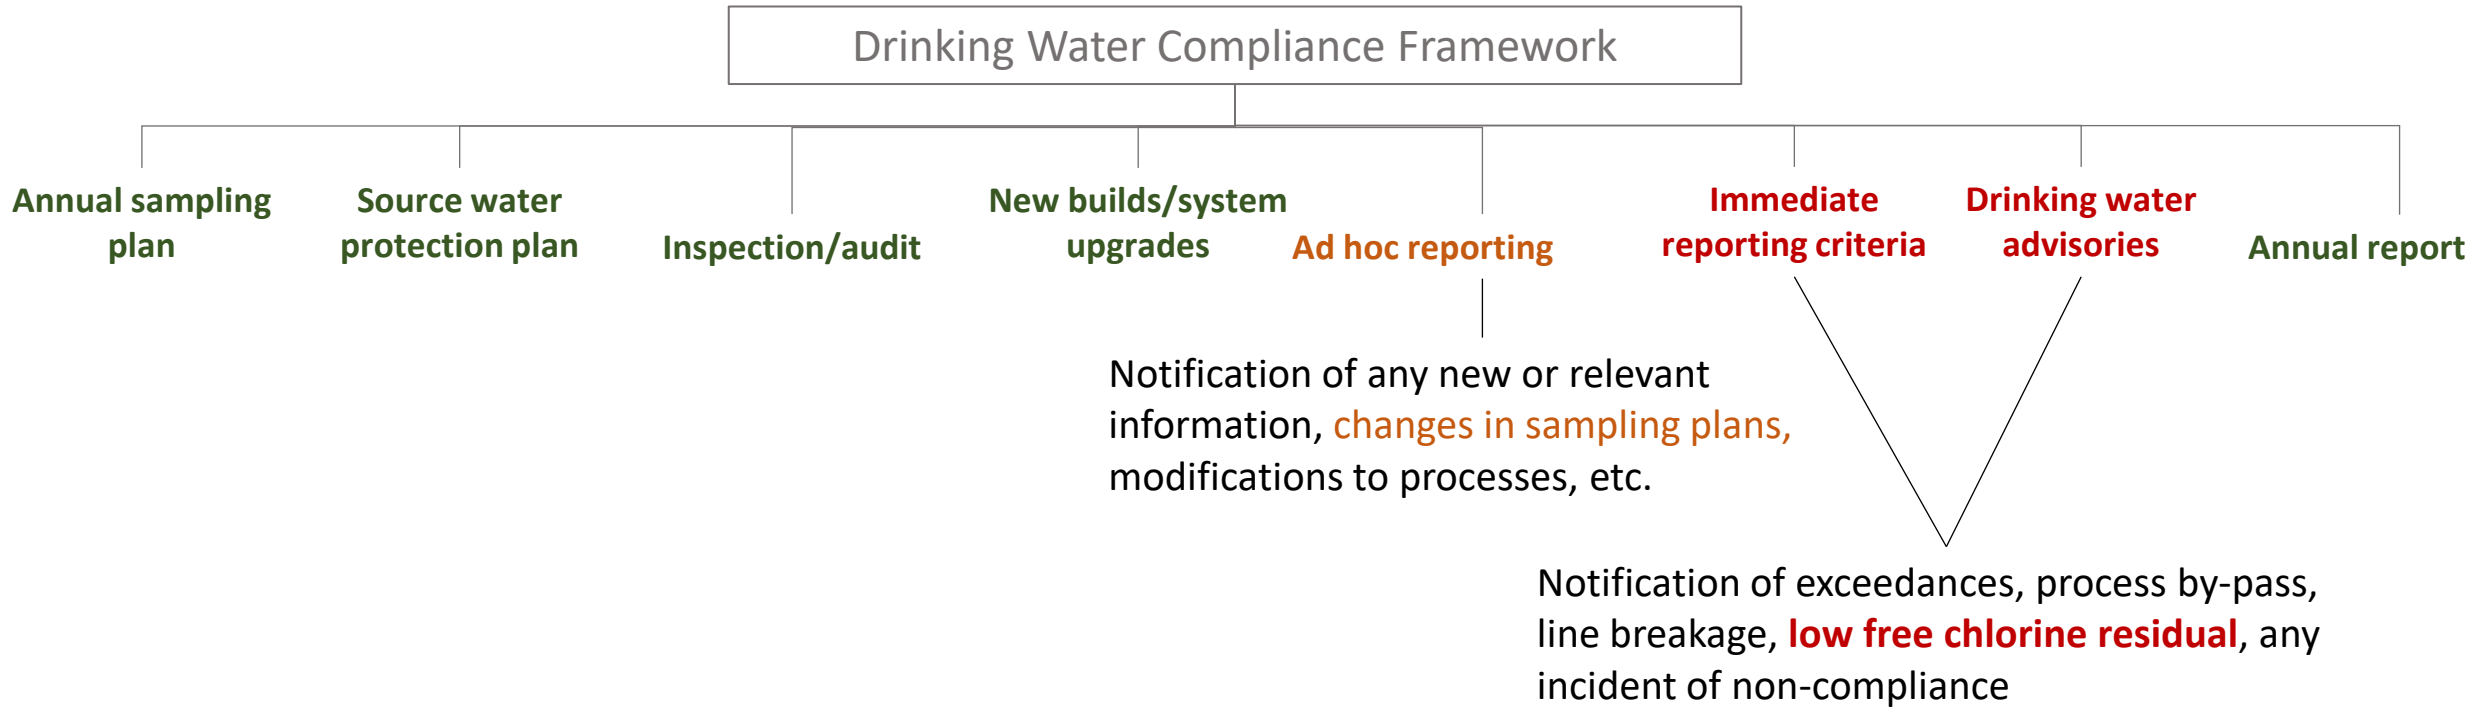 Drinking Water Compliance Framework
Annual sampling
plan
Source water
protection plan
Inspection/audit
New builds/system
upgrades
Ad hoc reporting
Immediate
reporting criteria
Drinking water
advisories
Annual report
Notification of any new or relevant
information, changes in sampling plans,
modifications to processes, etc.
Notification of exceedances, process by-pass,
line breakage, low free chlorine residual, any
incident of non-compliance